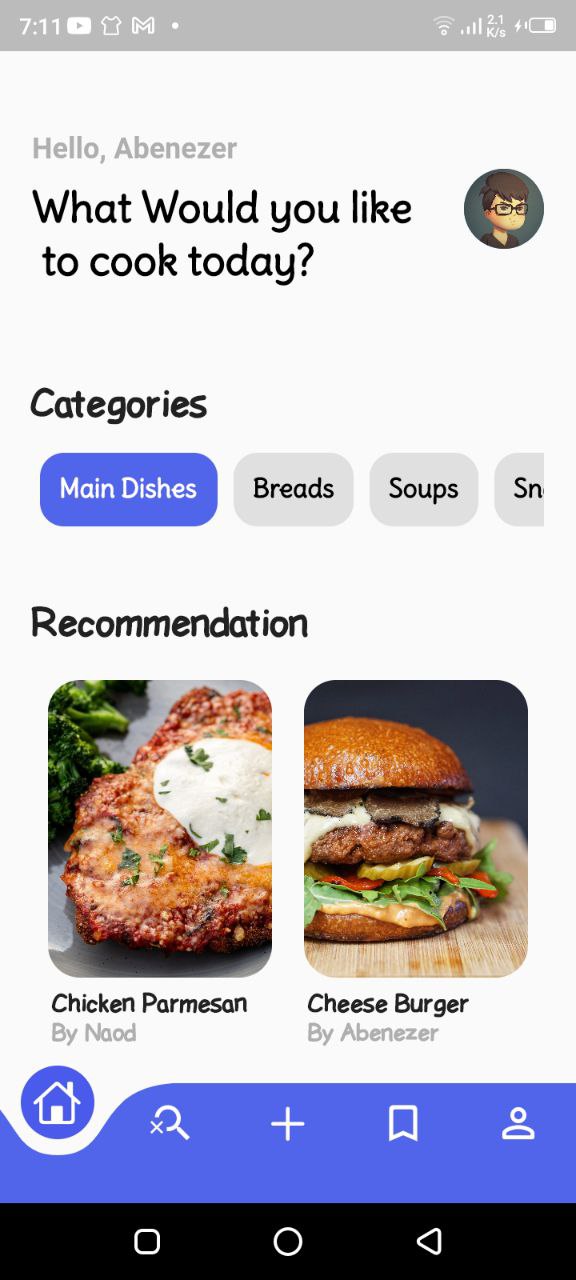 7:11 2.1
K/s
Hello, Abenezer
What Would you like
to cook today?
Categories
Main Dishes Breads Soups Sn
Recommendation
Chicken Parmesan Cheese Burger
By Naod By Abenezer